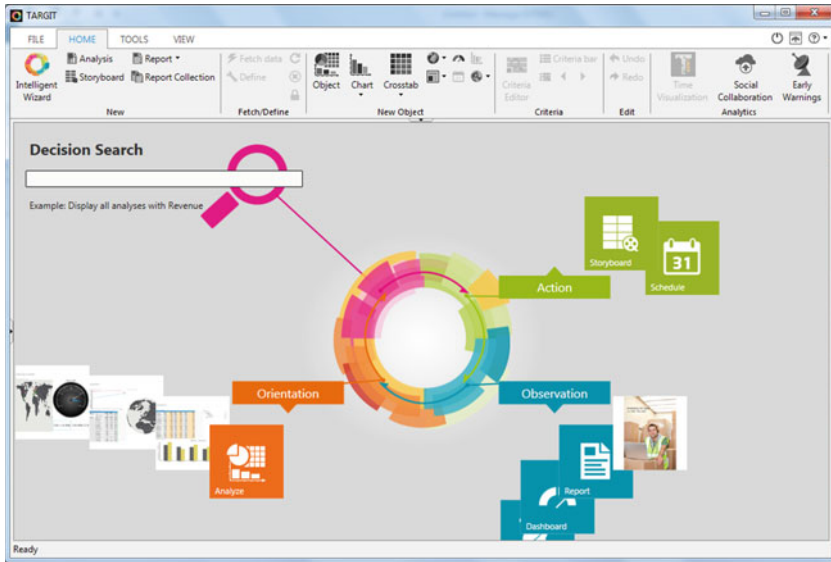 TARGIT
FILE HOME TOOLS VIEW
Intelligent Wizard
Analysis
Storyboard
Report
Report Collection
New
Fetch data
Define
Fetch/Define
Object
Chart
Crosstab
New Object
Criteria Editor
Criteria bar
Criteria
Undo
Redo
Edit
Time Visualization
Social Collaboration
Early Warnings
Analytics
Decision Search
Example: Display all analyses with Revenue
Storyboard
31
Schedule
Action
Orientation
Observation
Analyze
Report
Dashboard
Ready